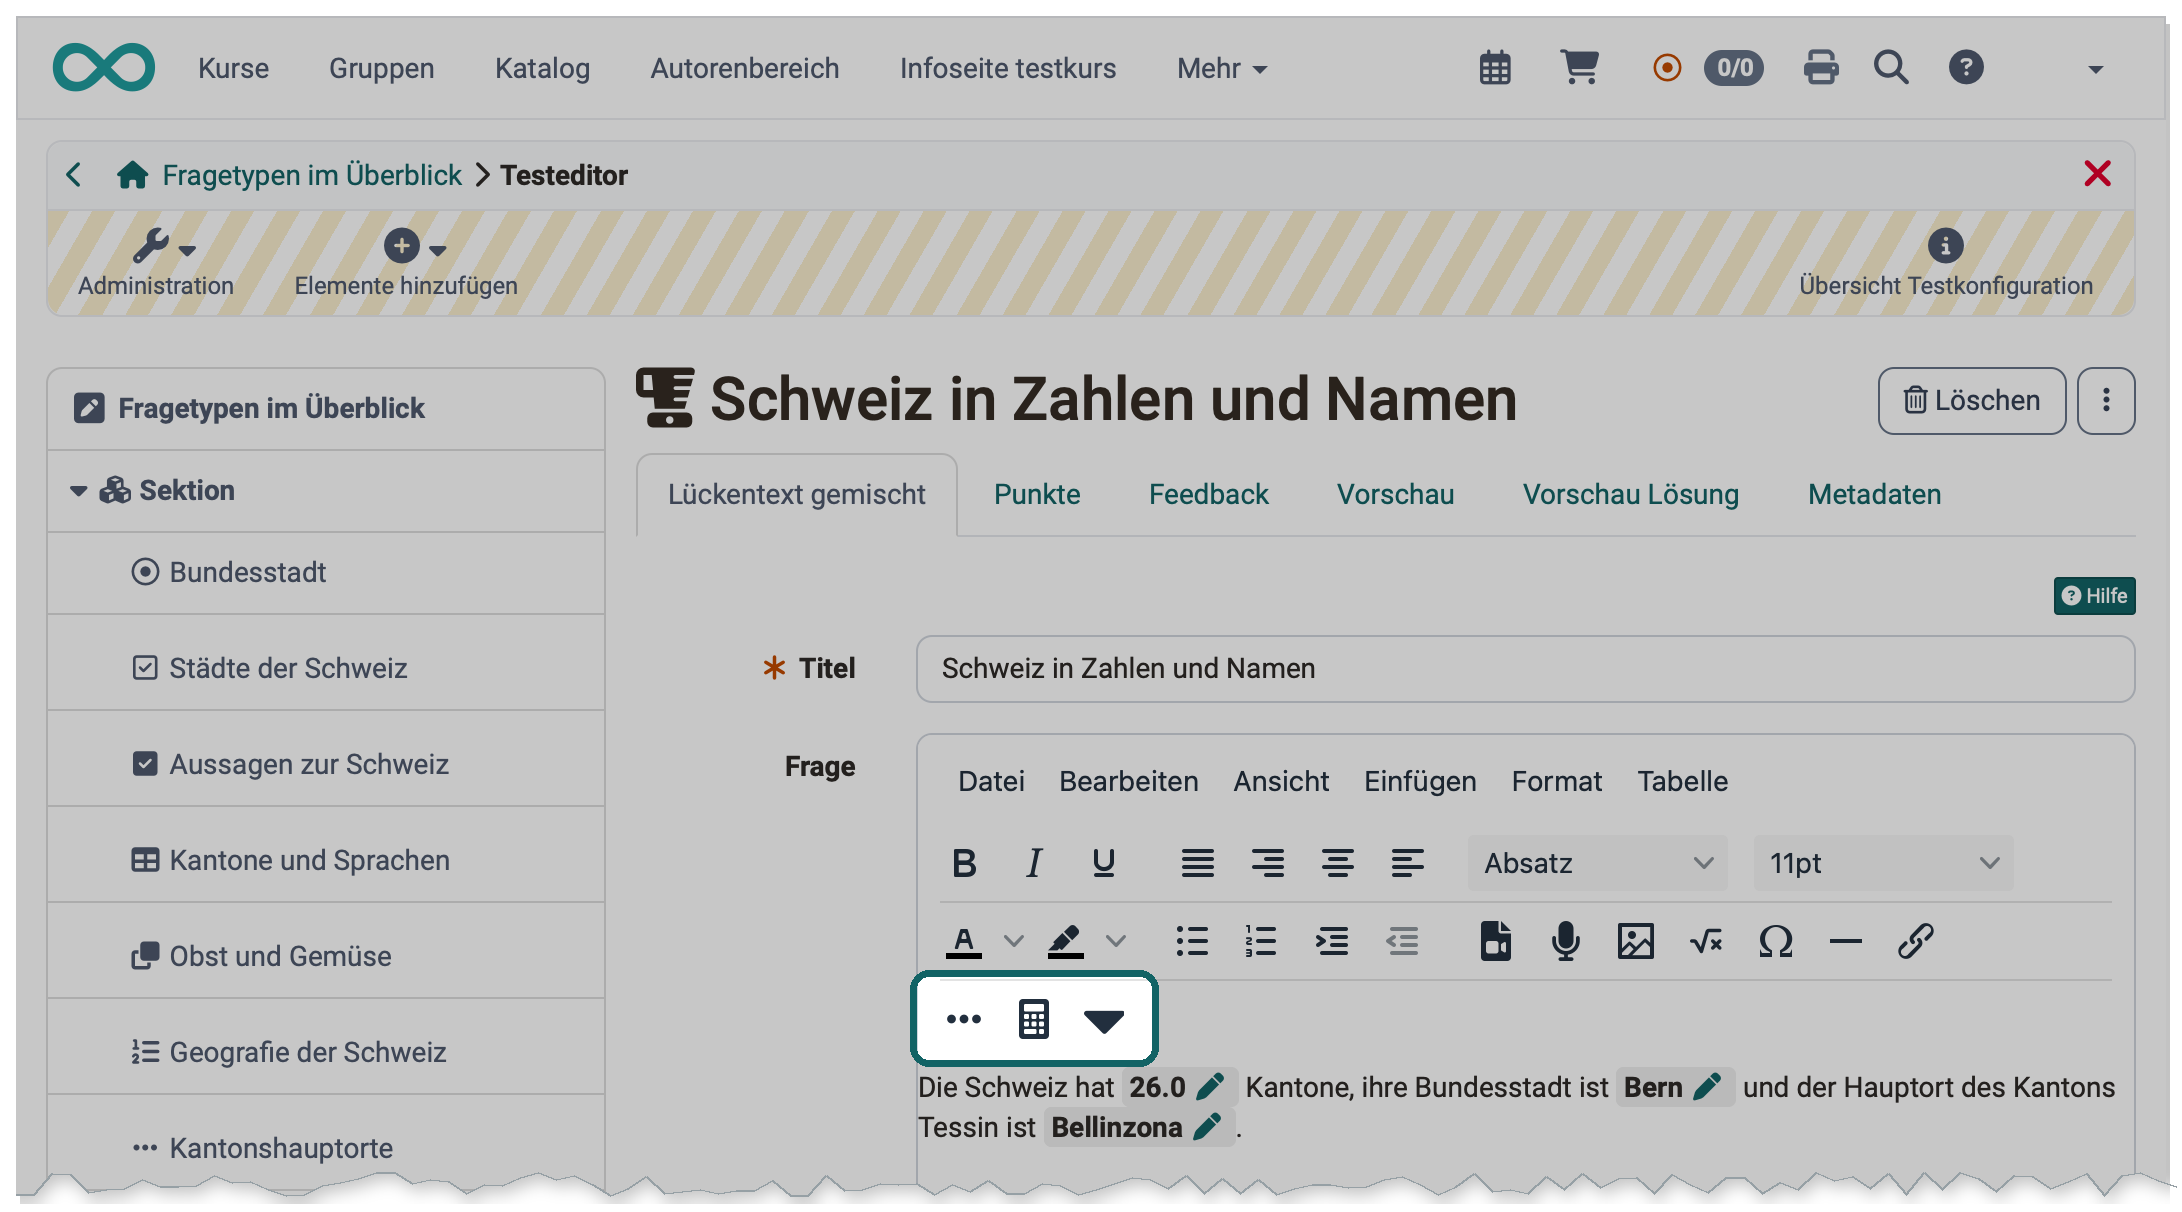 Kurse Gruppen Katalog Autorenbereich Infoseite testkurs Mehr 0/0
Fragetypen im Überblick Testeditor
Administration Elemente hinzufügen Übersicht Testkonfiguration
Fragetypen im Überblick
Sektion
Bundesstadt
Städte der Schweiz
Aussagen zur Schweiz
Kantone und Sprachen
Obst und Gemüse
Geografie der Schweiz
Kantonshauptorte
Schweiz in Zahlen und Namen
Löschen
Lückentext gemischt Punkte Feedback Vorschau Vorschau Lösung Metadaten
Hilfe
Titel Schweiz in Zahlen und Namen
Frage
Datei Bearbeiten Ansicht Einfügen Format Tabelle
B I U Absatz 11pt
A
Die Schweiz hat 26.0 Kantone, ihre Bundesstadt ist Bern und der Hauptort des Kantons
Tessin ist Bellinzona .